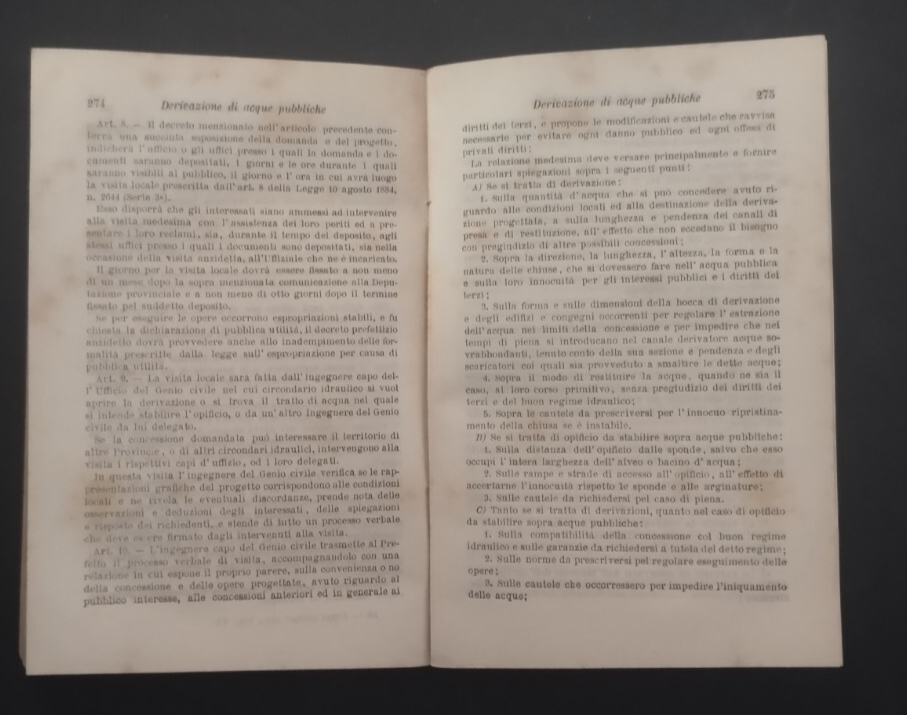 274 Derivazione di acque pubbliche
Art. 8. — Il decreto menzionato nell'articolo precedente con-
terrà una succinta esposizione della domanda e del progetto,
indicherà l'ufficio o gli uffici presso i quali la domanda e i do-
cumenti saranno depositati, i giorni e le ore durante i quali
saranno visibili al pubblico, il giorno e l'ora in cui avrà luogo
la visita locale prescritta dall'art. 8 della Legge 10 agosto 1884,
n. 2644 (Serie 3ª).
Esso disporrà che gli interessati siano ammessi ad intervenire
alla visita medesima con l'assistenza dei loro periti ed a pre-
sentare i loro reclami, sia, durante il tempo del deposito, agli
stessi uffici presso i quali i documenti sono depositati, sia nella
occasione della visita anzidetta, all'Uffiziale che ne è incaricato.
Il giorno per la visita locale dovrà essere fissato a non meno
di un mese dopo la sopra menzionata comunicazione alla Depu-
tazione provinciale e a non meno di otto giorni dopo il termine
fissato pel suddetto deposito.
Se per eseguire le opere occorrono espropriazioni stabili, e fu
chiesta la dichiarazione di pubblica utilità, il decreto prefettizio
anzidetto dovrà provvedere anche allo inadempimento delle for-
malità prescritte dalla legge sull'espropriazione per causa di
pubblica utilità.
Art. 9. — La visita locale sarà fatta dall'ingegnere capo del-
l'Ufficio del Genio civile nel cui circondario idraulico si vuol
aprire la derivazione o si trova il tratto di acqua nel quale
si intende stabilire l'opificio, o da un'altro ingegnere del Genio
civile da lui delegato.
Se la concessione domandata può interessare il territorio di
altre Provincie, o di altri circondari idraulici, intervengono alla
visita i rispettivi capi d'uffizio, od i loro delegati.
In questa visita l'ingegnere del Genio civile verifica se le rap-
presentazioni grafiche del progetto corrispondono alle condizioni
locali e ne rivela le eventuali discordanze, prende nota delle
osservazioni e deduzioni degli interessati, delle spiegazioni
e risposte dei richiedenti, e stende di tutto un processo verbale
che deve essere firmato dagli intervenuti alla visita.
Art. 10. — L'ingegnere capo del Genio civile trasmette al Pre-
fetto il processo verbale di visita, accompagnandolo con una
relazione in cui espone il proprio parere, sulla convenienza o no
della concessione e delle opere progettate, avuto riguardo al
pubblico interesse, alle concessioni anteriori ed in generale ai
Derivazione di acque pubbliche 275
diritti dei terzi, e propone le modificazioni e cautele che ravvisa
necessarie per evitare ogni danno pubblico ed ogni offesa di
privati diritti:
La relazione medesima deve versare principalmente e fornire
particolari spiegazioni sopra i seguenti punti:
A) Se si tratta di derivazione:
1. Sulla quantità d'acqua che si può concedere avuto ri-
guardo alle condizioni locali ed alla destinazione della deriva-
zione progettata, a sulla lunghezza e pendenza dei canali di
presa e di restituzione, all'effetto che non eccedano il bisogno
con pregiudizio di altre possibili concessioni;
2. Sopra la direzione, la lunghezza, l'altezza, la forma e la
natura delle chiuse, che si dovessero fare nell'acqua pubblica
e sulla loro innocuità per gli interessi pubblici e i diritti dei
terzi;
3. Sulla forma e sulle dimensioni della bocca di derivazione
e degli edifizi e congegni occorrenti per regolare l'estrazione
dell'acqua nei limiti della concessione e per impedire che nei
tempi di piena si introducano nel canale derivatore acque so-
vrabbondanti, tenuto conto della sua sezione e pendenza e degli
scaricatori coi quali sia provveduto a smaltire le dette acque;
4. Sopra il modo di restituire la acque, quando ne sia il
caso, al loro corso primitivo, senza pregiudizio dei diritti dei
terzi e del buon regime idraulico;
5. Sopra le cautele da prescriversi per l'innocuo ripristina-
mento della chiusa se è instabile.
B) Se si tratta di opificio da stabilire sopra acque pubbliche:
1. Sulla distanza dell'opificio dalle sponde, salvo che esso
occupi l'intera larghezza dell'alveo o bacino d'acqua;
2. Sulle rampe e strade di accesso all'opificio, all'effetto di
accertarne l'innocuità rispetto le sponde e alle arginature;
3. Sulle cautele da richiedersi pel caso di piena.
C) Tanto se si tratta di derivazioni, quanto nel caso di opificio
da stabilire sopra acque pubbliche:
1. Sulla compatibilità della concessione col buon regime
idraulico e sulle garanzie da richiedersi a tutela del detto regime;
2. Sulle norme da prescriversi pel regolare eseguimento delle
opere;
3. Sulle cautele che occorressero per impedire l'iniquamento
delle acque;